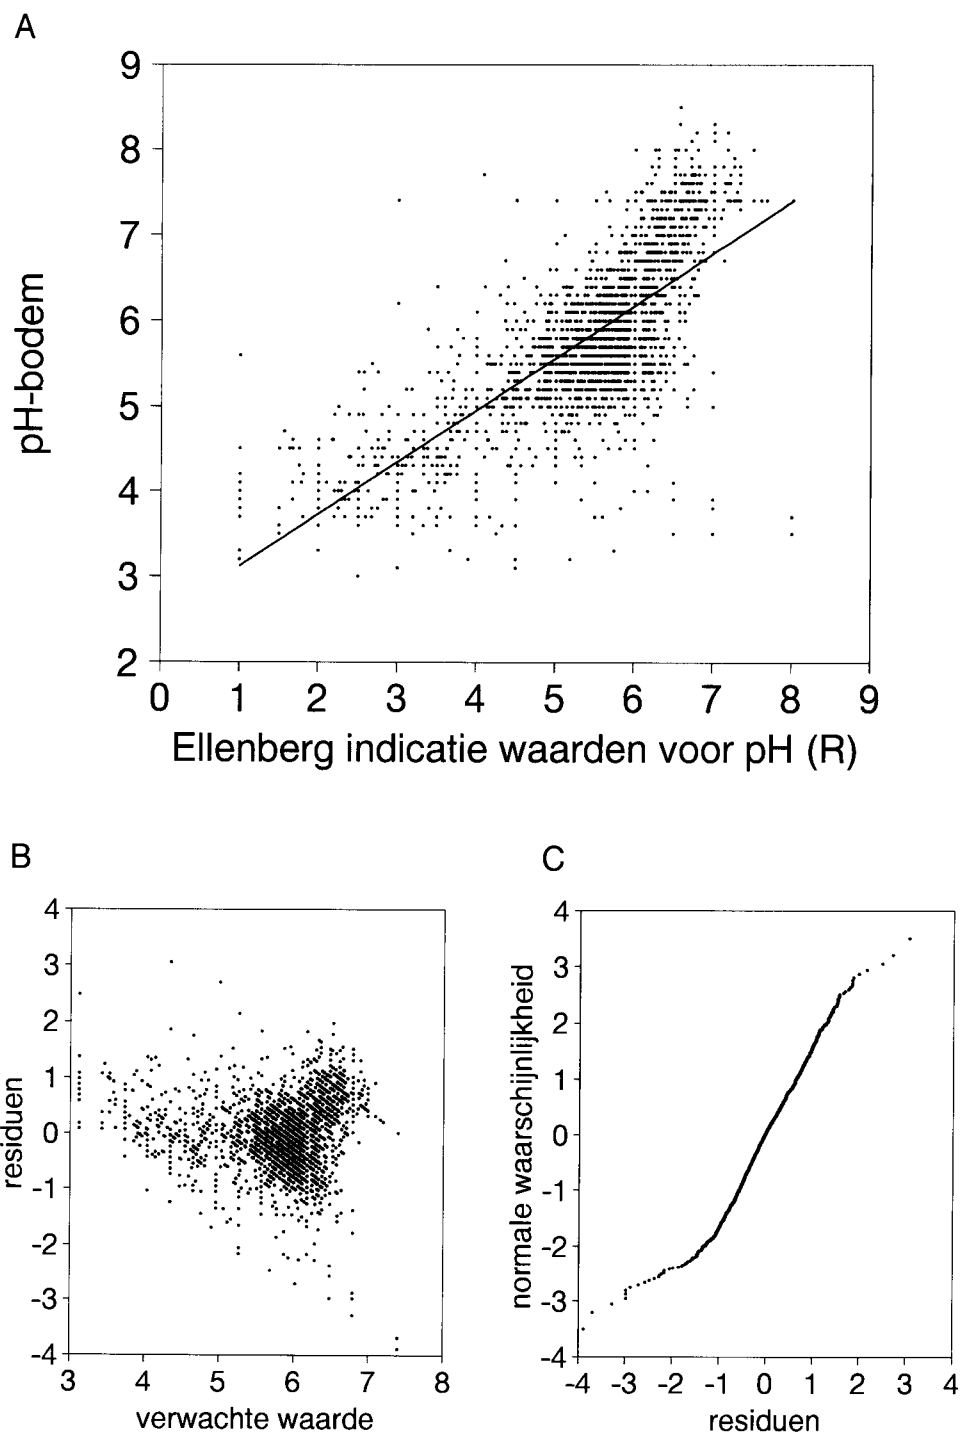 A
9
8
7
6
5
4
3
2
pH-bodem
0 1 2 3 4 5 6 7 8 9
Ellenberg indicatie waarden voor pH (R)
B
4
3
2
1
0
-1
-2
-3
-4
residuen
3 4 5 6 7 8
verwachte waarde
C
4
3
2
1
0
-1
-2
-3
-4
normale waarschijnlijkheid
-4 -3 -2 -1 0 1 2 3 4
residuen